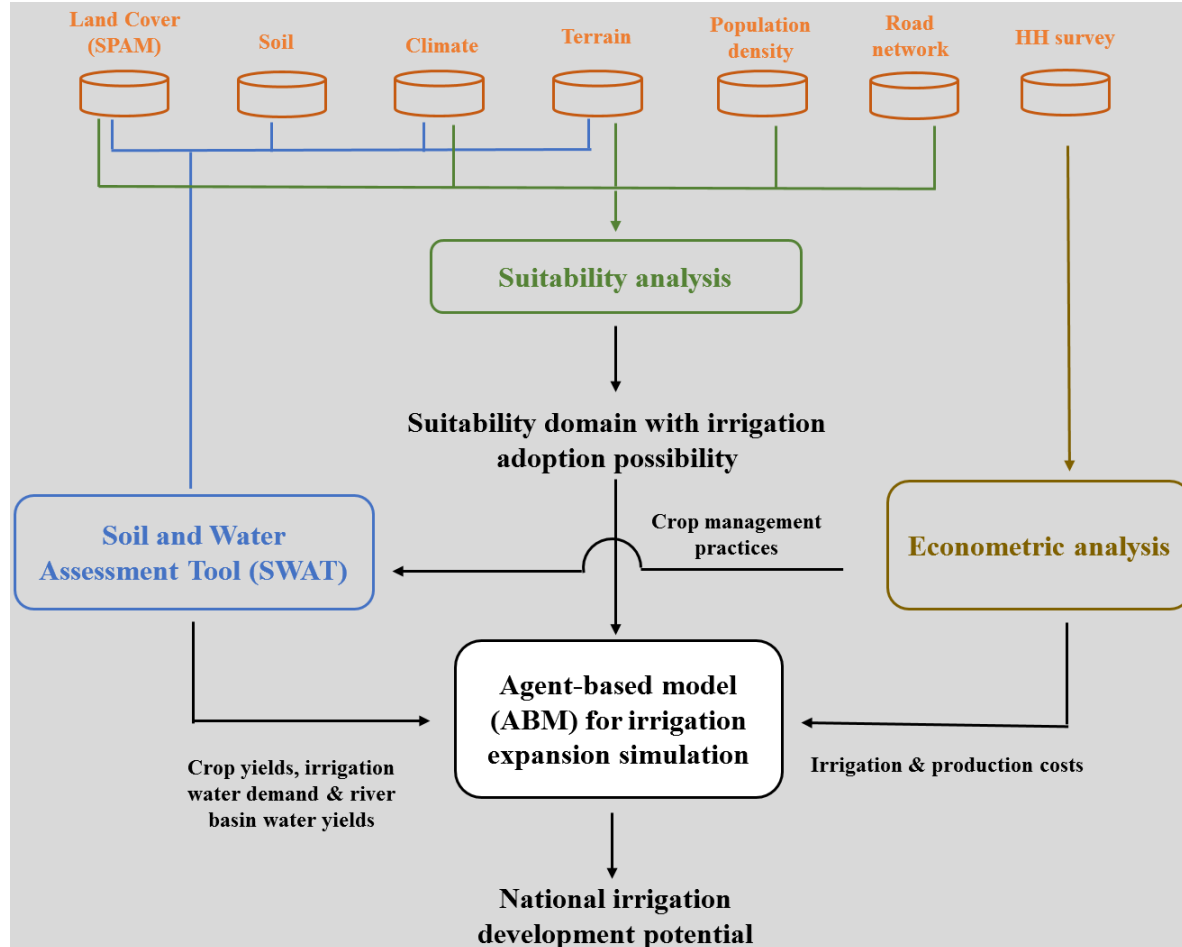 Land Cover
(SPAM)
Soil
Climate
Terrain
Population
density
Road
network
HH survey
Suitability analysis
Suitability domain with irrigation
adoption possibility
Soil and Water
Assessment Tool (SWAT)
Crop management
practices
Econometric analysis
Agent-based model
(ABM) for irrigation
expansion simulation
Crop yields, irrigation
water demand & river
basin water yields
Irrigation & production costs
National irrigation
development potential